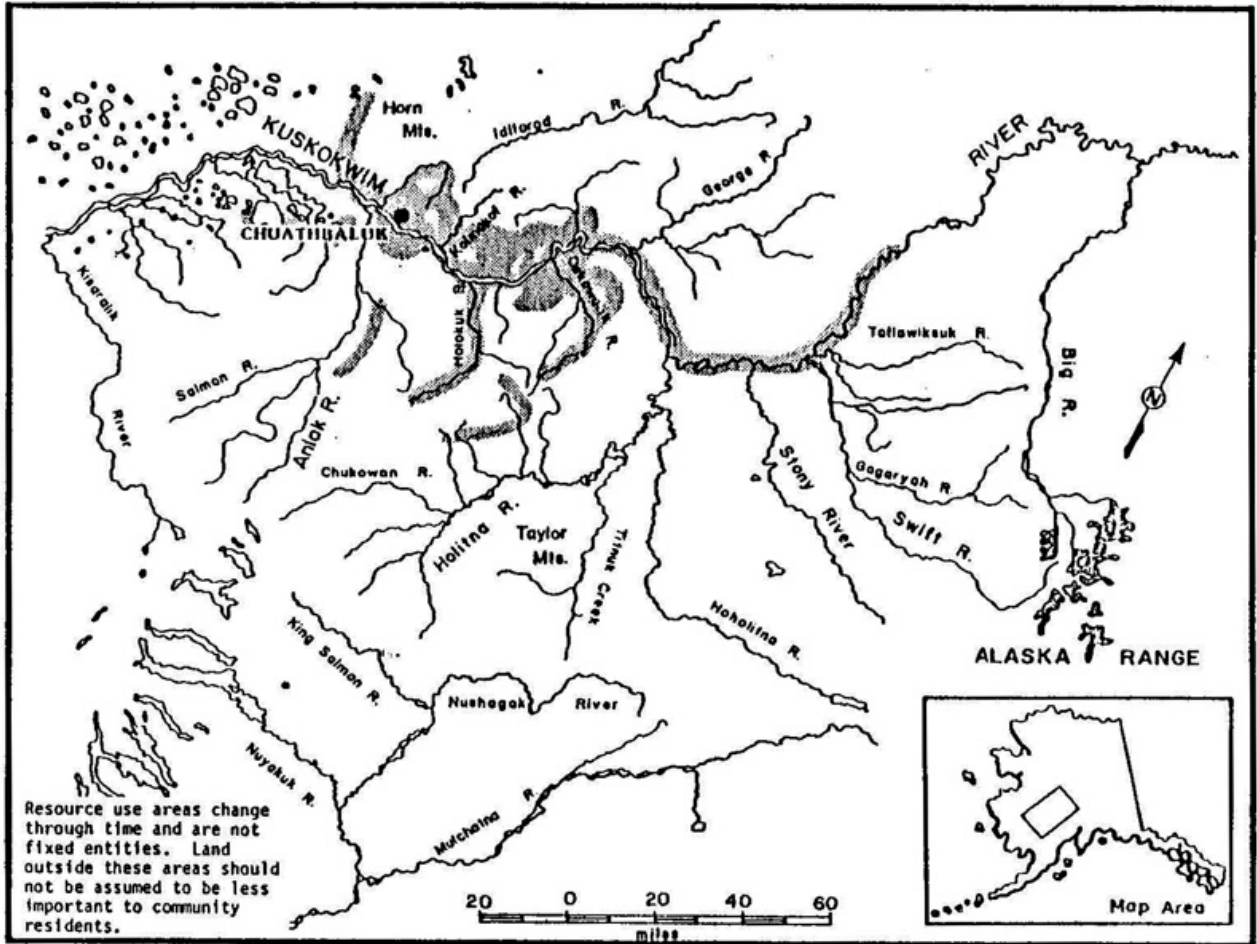 Horn
Mts.
Iditarod R.
KUSKOKWIM
RIVER
George R.
Kolmakof R.
CHUATHBALUK
Kisaralik
River
Holokuk R.
R.
Tatlawiksuk R.
Big R.
N
Salmon R.
Aniak R.
Chukowan R.
Holitna R.
Taylor
Mts.
Titnuk Creek
Stony
River
Gagaryah R.
Swift R.
Hoholitna R.
ALASKA RANGE
King Salmon R.
Nushagak River
Nuyakuk R.
Mulchatna R.
Resource use areas change
through time and are not
fixed entities. Land
outside these areas should
not be assumed to be less
important to community
residents.
20 0 20 40 60
miles
Map Area